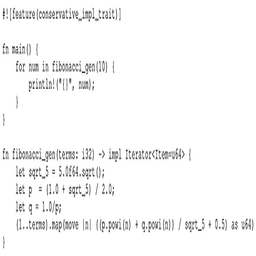 #![feature(conservative_impl_trait)]

fn main() {
    for num in fibonacci_gen(10) {
        println!("{}", num);
    }
}

fn fibonacci_gen(terms: i32) -> impl Iterator<Item=u64> {
    let sqrt_5 = 5.0f64.sqrt();
    let p  = (1.0 + sqrt_5) / 2.0;
    let q = 1.0/p;
    (1..terms).map(move |n| ((p.powi(n) + q.powi(n)) / sqrt_5 + 0.5) as u64)
}